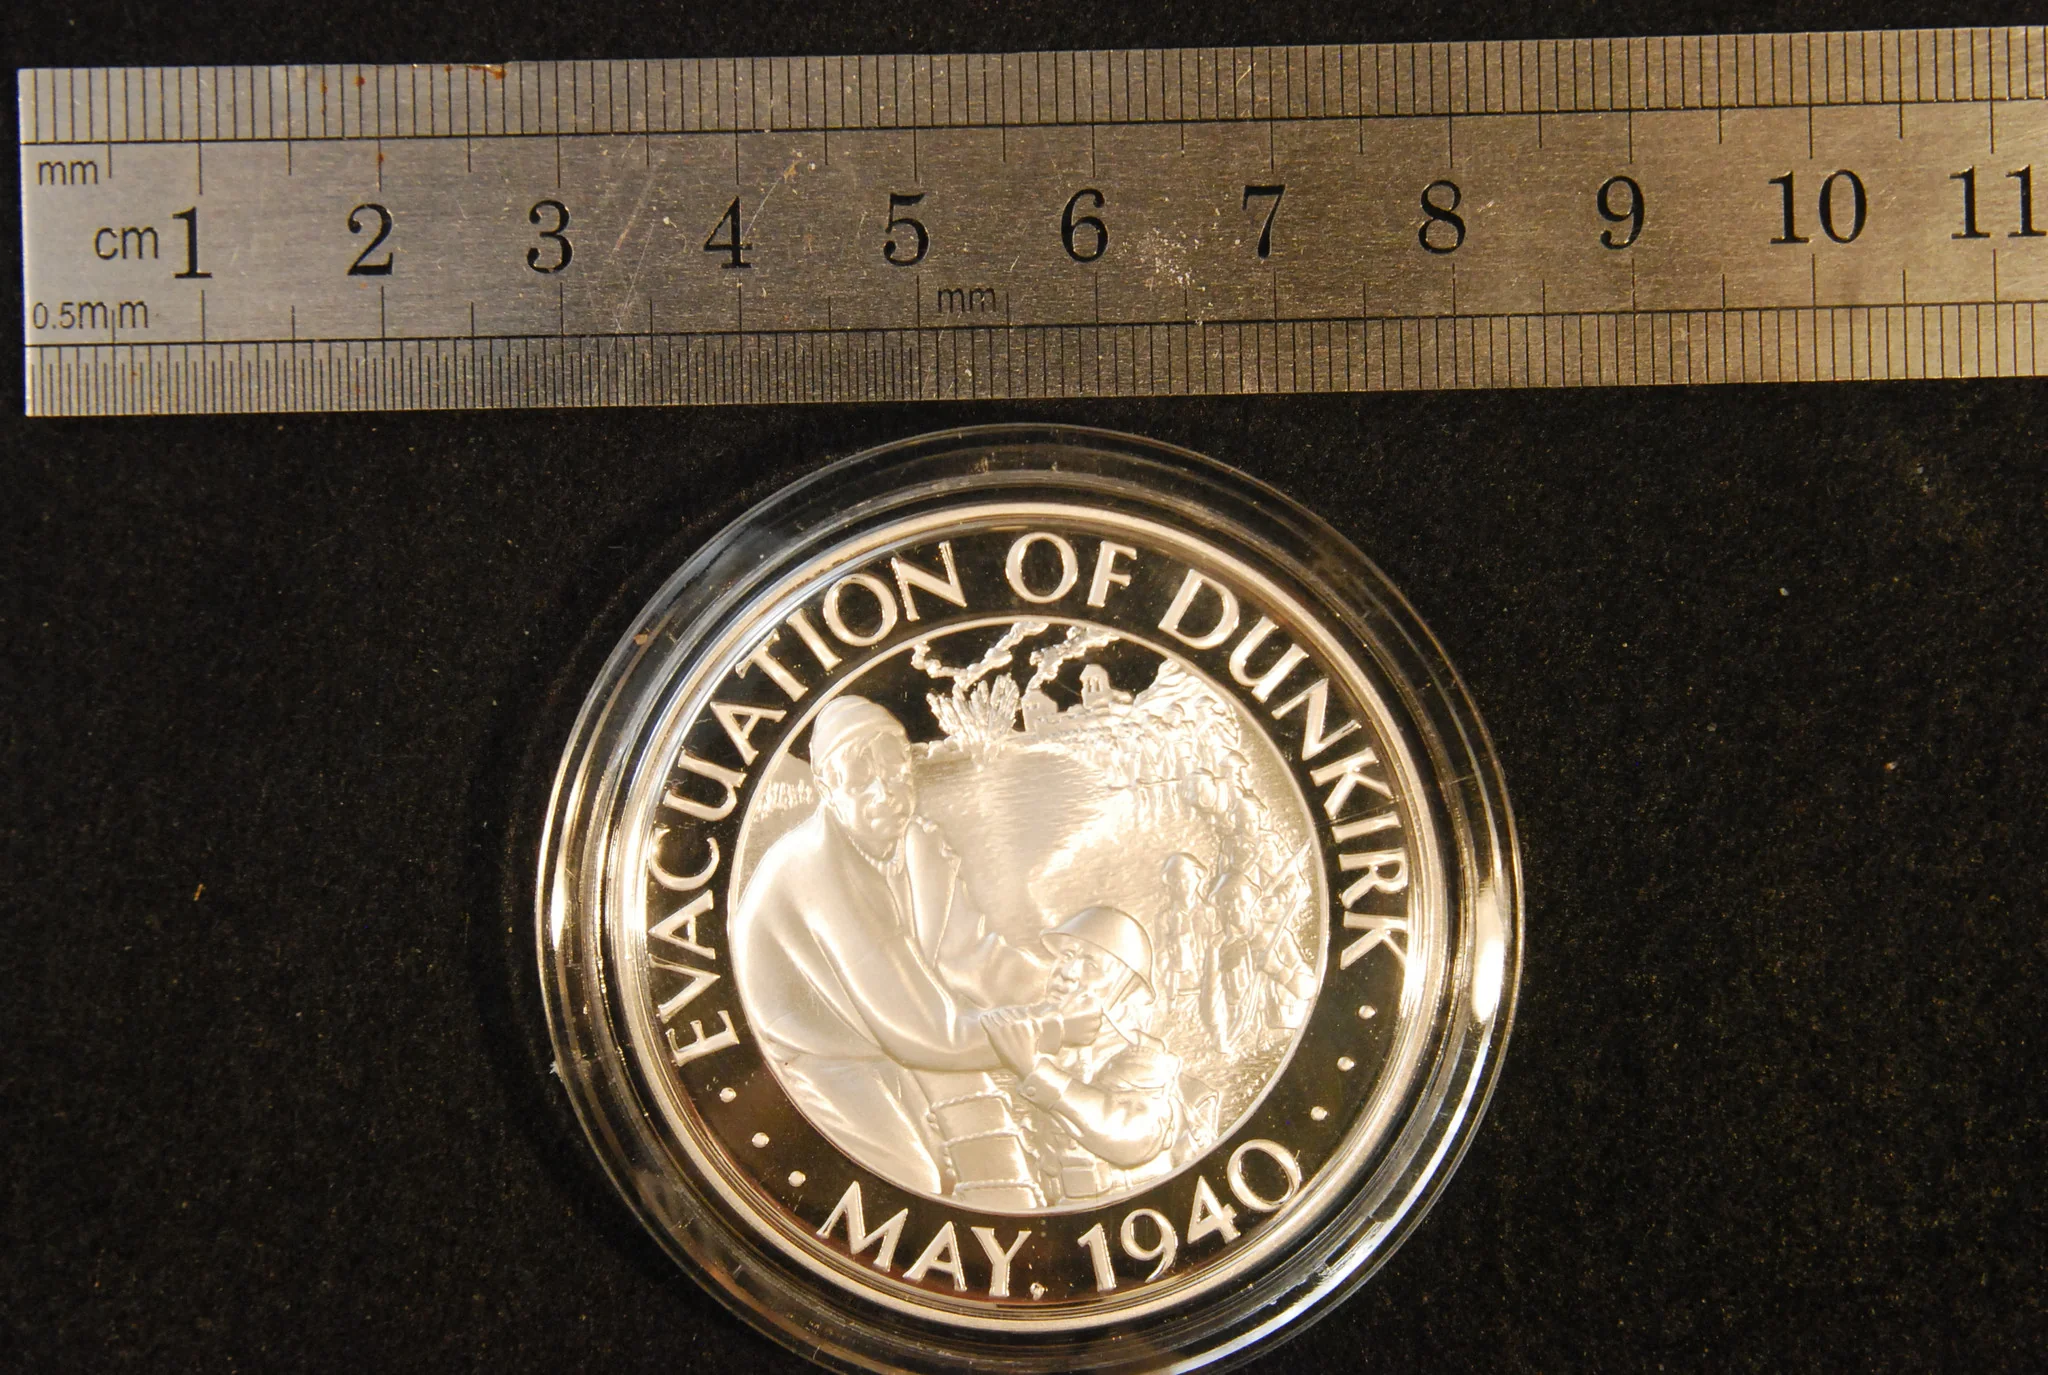 mm
cm 1 2 3 4 5 6 7 8 9 10 11
0.5mm mm
EVACUATION OF DUNKIRK
MAY, 1940